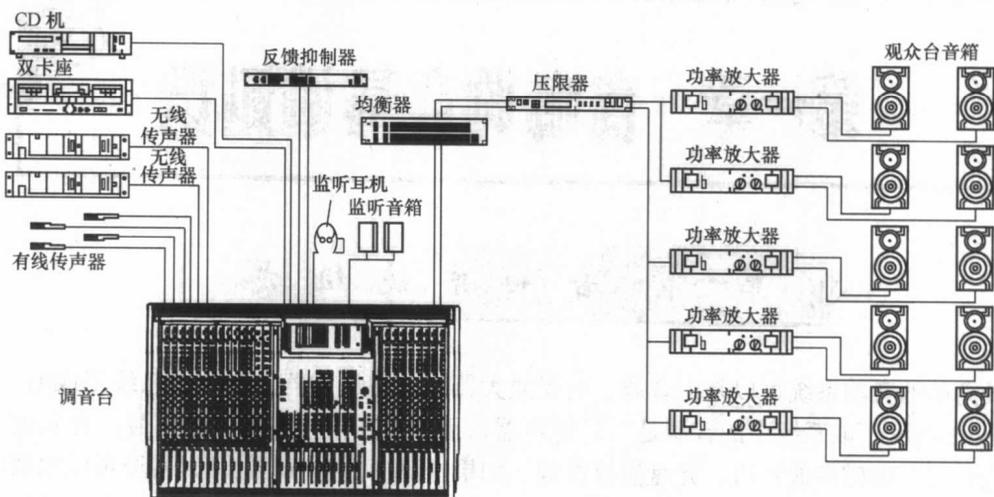 CD 机
双卡座
无线
传声器
无线
传声器
有线传声器
反馈抑制器
均衡器
监听耳机
监听音箱
调音台
压限器
功率放大器
功率放大器
功率放大器
功率放大器
功率放大器
观众台音箱